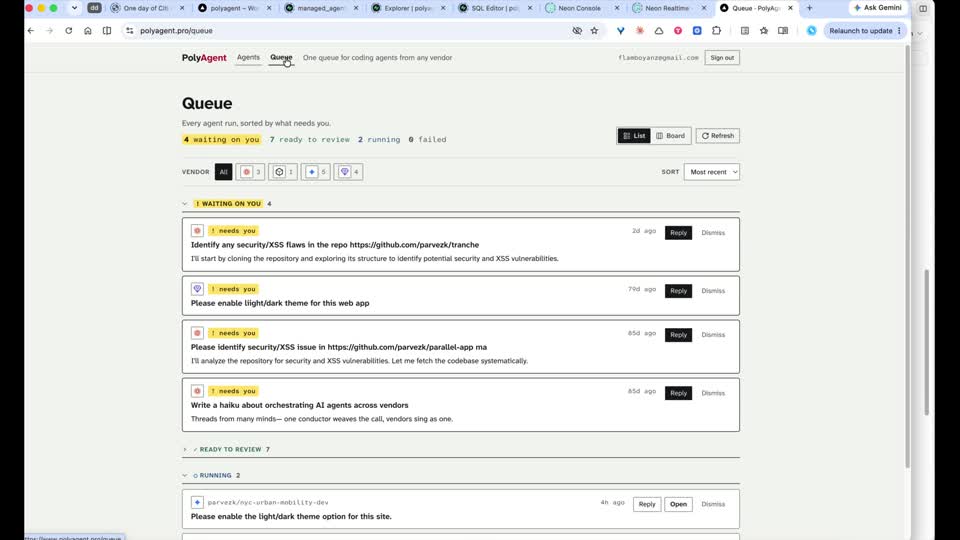 One day of Citi
polyagent – Wo
managed_agen
Explorer | polya
SQL Editor | pol
Neon Console
Neon Realtime
Queue - PolyAge
Ask Gemini
dd
polyagent.pro/queue
Relaunch to update
PolyAgent
Agents
Queue
One queue for coding agents from any vendor
flamboyanz@gmail.com
Sign out
Queue
Every agent run, sorted by what needs you.
4 waiting on you 7 ready to review 2 running 0 failed
List
Board
Refresh
VENDOR
All
3
1
5
4
SORT
Most recent
! WAITING ON YOU 4
! needs you
2d ago
Reply
Dismiss
Identify any security/XSS flaws in the repo https://github.com/parvezk/tranche
I'll start by cloning the repository and exploring its structure to identify potential security and XSS vulnerabilities.
! needs you
79d ago
Reply
Dismiss
Please enable liight/dark theme for this web app
! needs you
85d ago
Reply
Dismiss
Please identify security/XSS issue in https://github.com/parvezk/parallel-app ma
I'll analyze the repository for security and XSS vulnerabilities. Let me fetch the codebase systematically.
! needs you
85d ago
Reply
Dismiss
Write a haiku about orchestrating AI agents across vendors
Threads from many minds— one conductor weaves the call, vendors sing as one.
✓ READY TO REVIEW 7
RUNNING 2
parvezk/nyc-urban-mobility-dev
4h ago
Reply
Open
Dismiss
Please enable the light/dark theme option for this site.